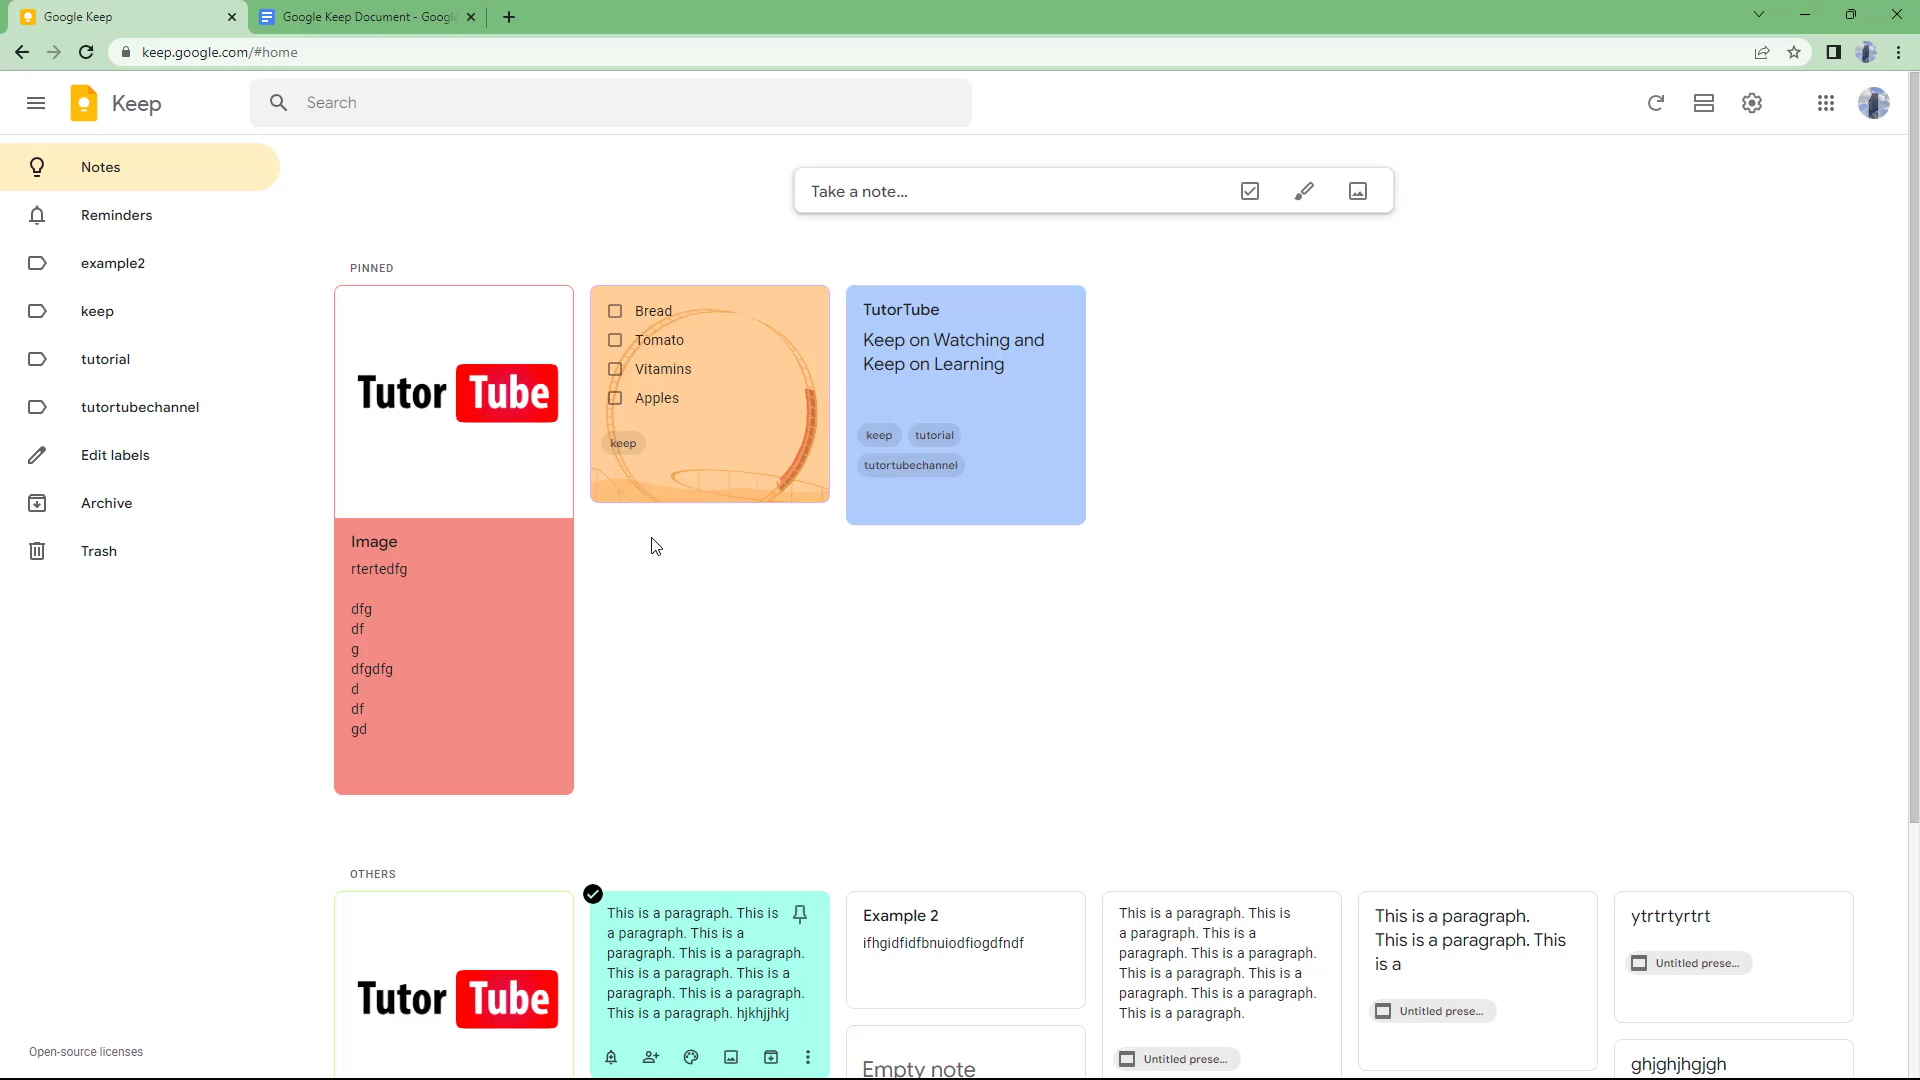 Google Keep
Google Keep Document - Google
keep.google.com/#home
Keep
Search
Notes
Reminders
example2
keep
tutorial
tutortubechannel
Edit labels
Archive
Trash
Open-source licenses
Take a note...
PINNED
Tutor Tube
Image
rtertedfg
dfg
df
g
dfgdfg
d
df
gd
Bread
Tomato
Vitamins
Apples
keep
TutorTube
Keep on Watching and
Keep on Learning
keep
tutorial
tutortubechannel
OTHERS
Tutor Tube
This is a paragraph. This is
a paragraph. This is a
paragraph. This is a paragraph.
This is a paragraph. This is a
paragraph. This is a paragraph.
This is a paragraph. hjkhjjhkj
Example 2
ifhgidfidfbnuiodfiogdfndf
Empty note
This is a paragraph. This is
a paragraph. This is a
paragraph. This is a paragraph.
This is a paragraph. This is a
paragraph. This is a paragraph.
This is a paragraph.
Untitled prese...
This is a paragraph.
This is a paragraph. This
is a
Untitled prese...
ytrtrtyrtrt
Untitled prese...
ghjghjhgjgh